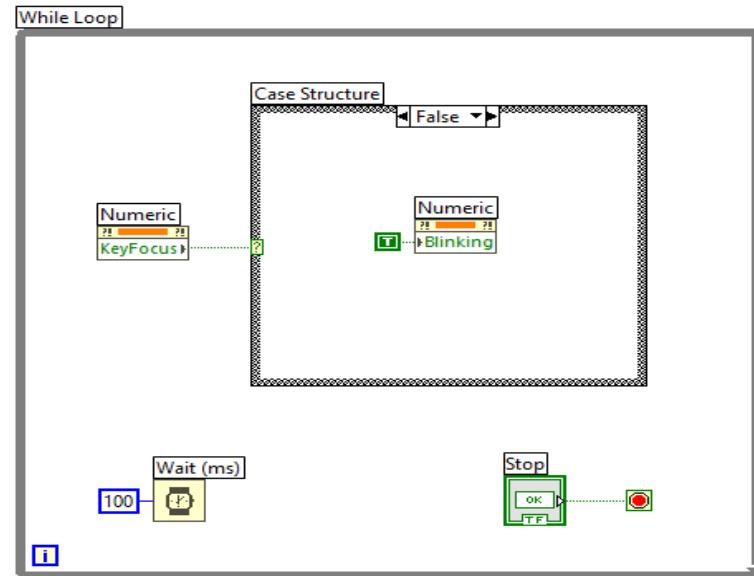 While Loop
Case Structure
False
Numeric
KeyFocus
?
Numeric
T
Blinking
Wait (ms)
100
Stop
OK
TF
i